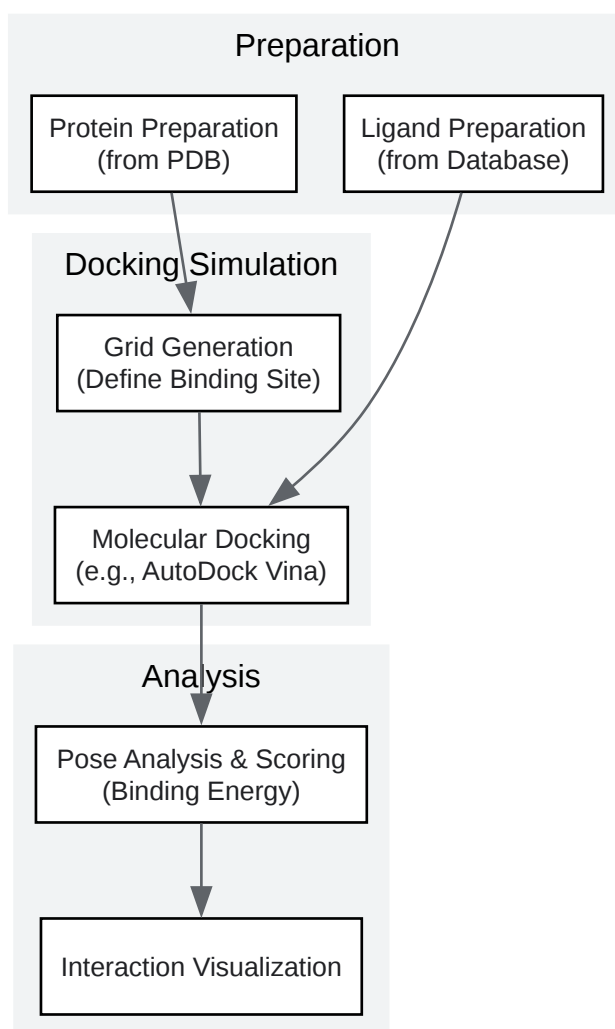 Preparation
Protein Preparation
(from PDB)
Ligand Preparation
(from Database)
Docking Simulation
Grid Generation
(Define Binding Site)
Molecular Docking
(e.g., AutoDock Vina)
Analysis
Pose Analysis & Scoring
(Binding Energy)
Interaction Visualization